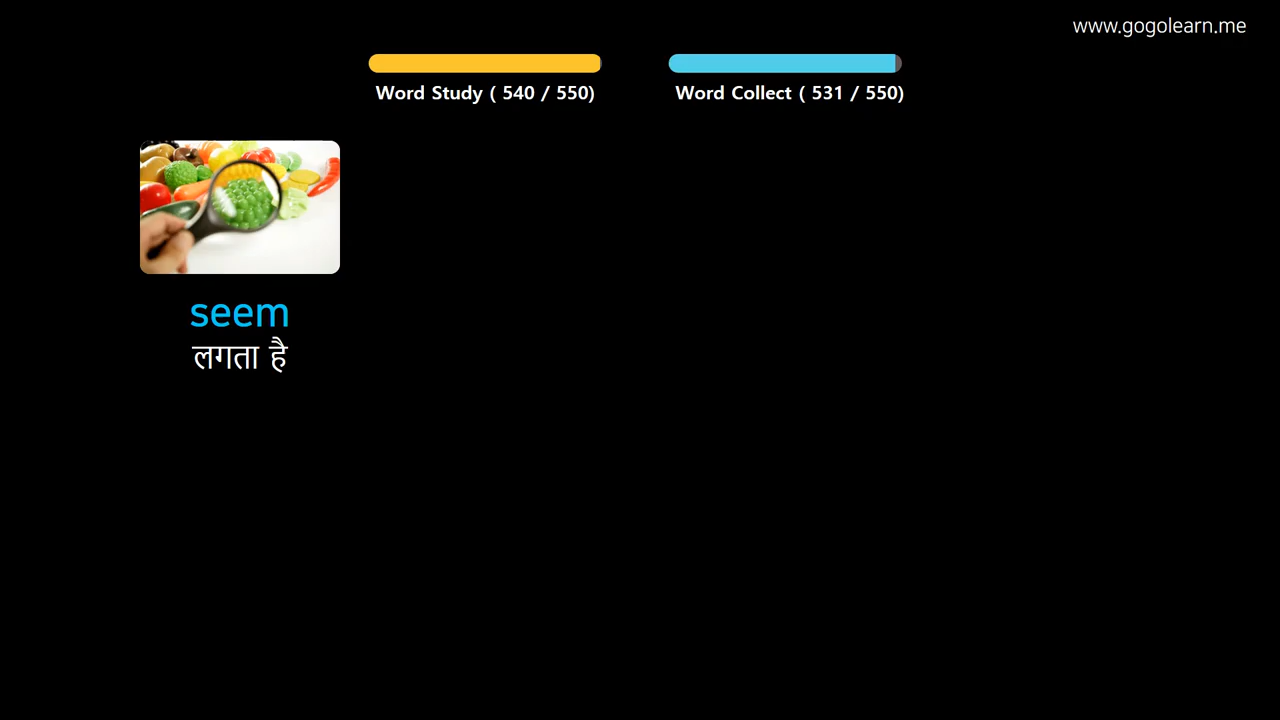 www.gogolearn.me
Word Study ( 540 / 550)
Word Collect ( 531 / 550)
seem
लगता है